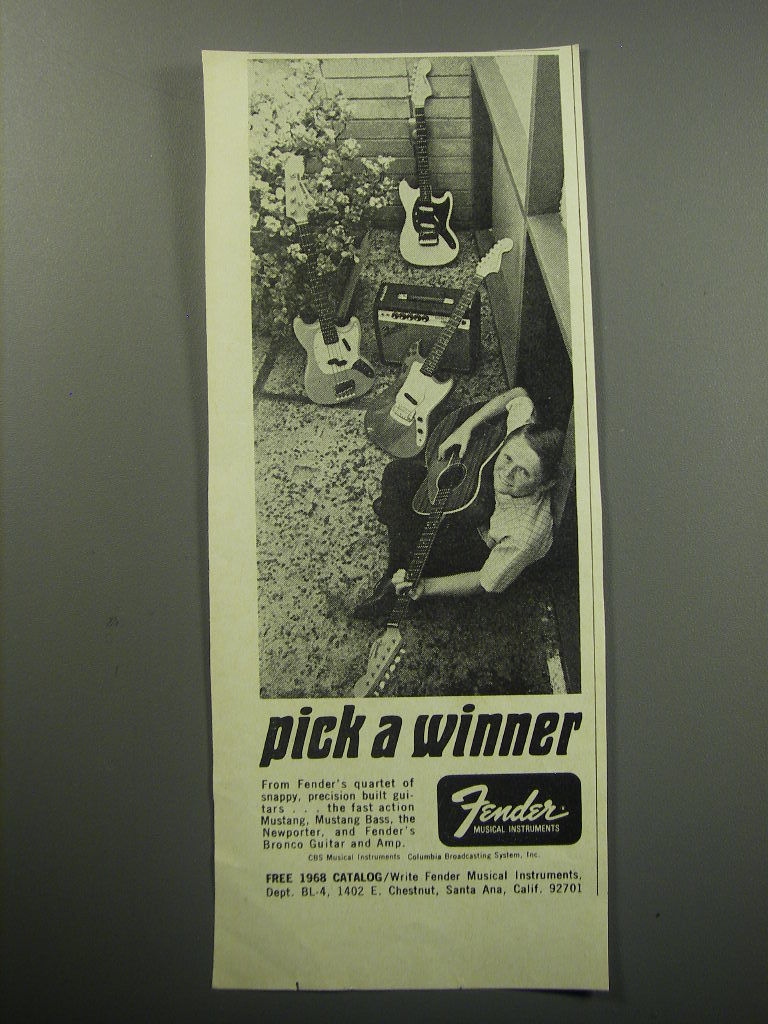 pick a winner
From Fender's quartet of
snappy, precision built gui-
tars . . . the fast action
Mustang, Mustang Bass, the
Newporter, and Fender's
Bronco Guitar and Amp.
Fender
MUSICAL INSTRUMENTS
CBS Musical Instruments Columbia Broadcasting System, Inc.
FREE 1968 CATALOG/Write Fender Musical Instruments,
Dept. BL-4, 1402 E. Chestnut, Santa Ana, Calif. 92701